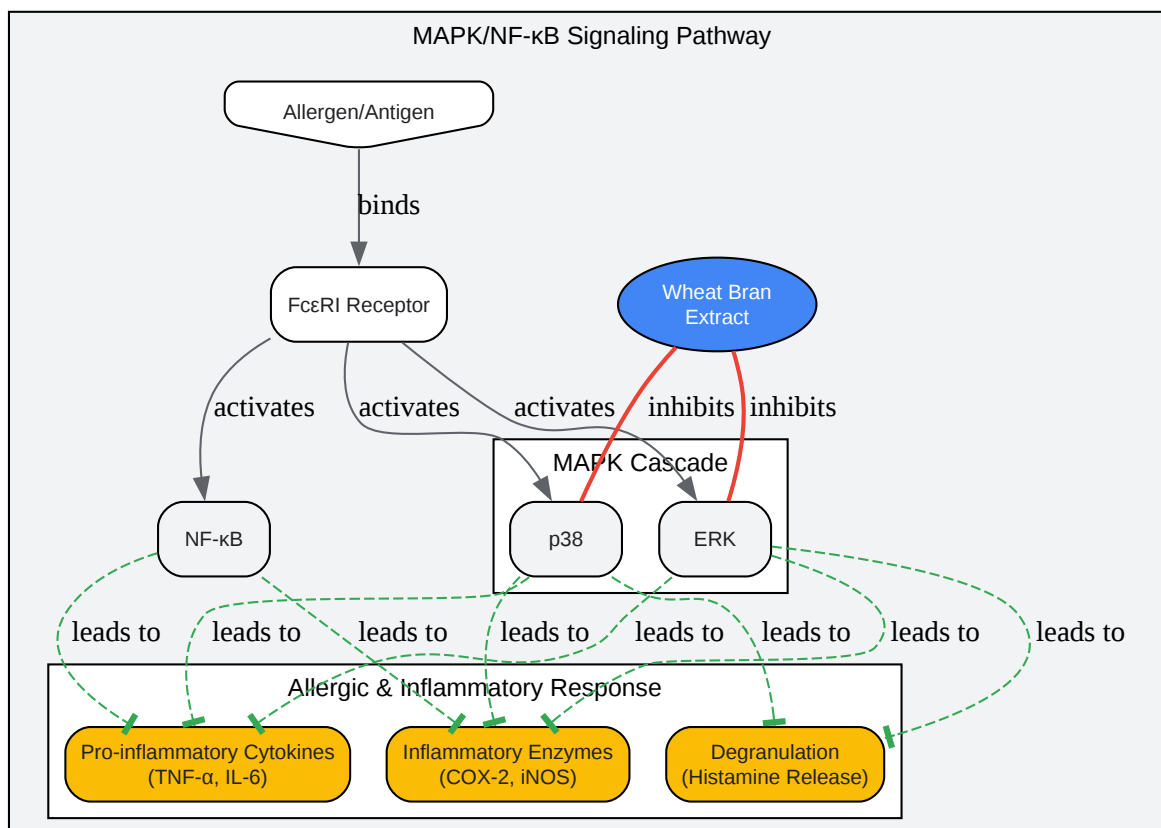 MAPK/NF-κB Signaling Pathway
Allergen/Antigen
binds
FcεRI Receptor
Wheat Bran
Extract
activates
activates
activates
inhibits
inhibits
MAPK Cascade
NF-κB
p38
ERK
leads to
leads to
leads to
leads to
leads to
leads to
leads to
leads to
Allergic & Inflammatory Response
Pro-inflammatory Cytokines
(TNF-α, IL-6)
Inflammatory Enzymes
(COX-2, iNOS)
Degranulation
(Histamine Release)